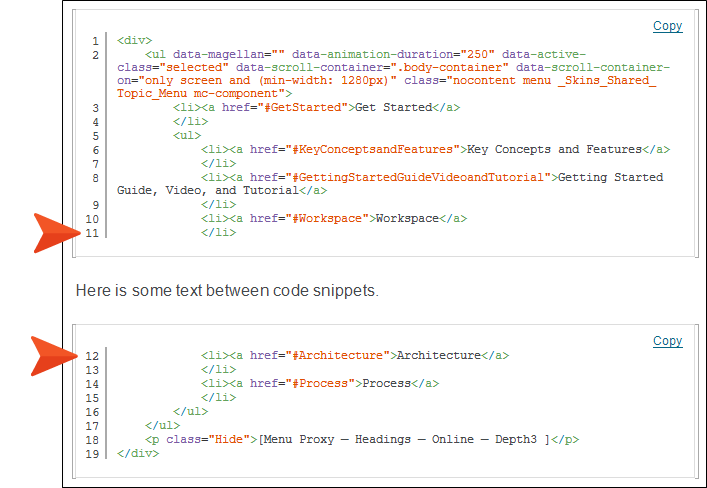 Copy
1 <div>
2 <ul data-magellan="" data-animation-duration="250" data-active-
class="selected" data-scroll-container=".body-container" data-scroll-container-
on="only screen and (min-width: 1280px)" class="nocontent menu _Skins_Shared_
Topic_Menu mc-component">
3 <li><a href="#GetStarted">Get Started</a>
4 </li>
5 <ul>
6 <li><a href="#KeyConceptsandFeatures">Key Concepts and Features</a>
7 </li>
8 <li><a href="#GettingStartedGuideVideoandTutorial">Getting Started
Guide, Video, and Tutorial</a>
9 </li>
10 <li><a href="#Workspace">Workspace</a>
11 </li>
Here is some text between code snippets.
Copy
12 <li><a href="#Architecture">Architecture</a>
13 </li>
14 <li><a href="#Process">Process</a>
15 </li>
16 </ul>
17 </ul>
18 <p class="Hide">[Menu Proxy — Headings — Online — Depth3 ]</p>
19 </div>